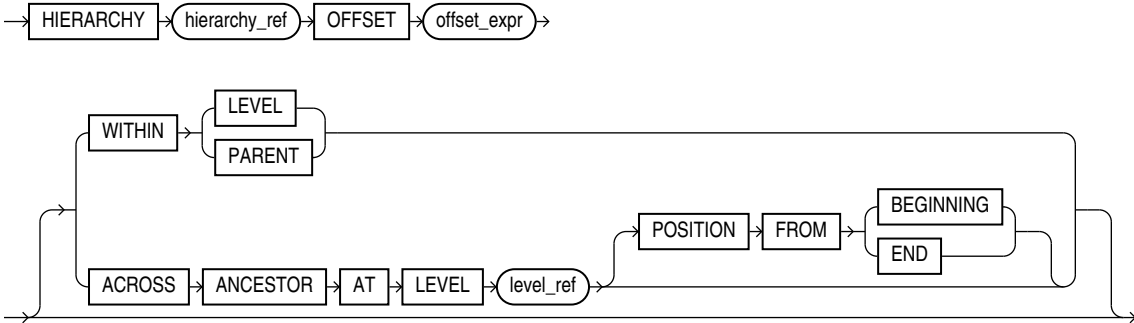 HIERARCHY hierarchy_ref OFFSET offset_expr
LEVEL
WITHIN
PARENT
BEGINNING
POSITION FROM
END
ACROSS ANCESTOR AT LEVEL level_ref